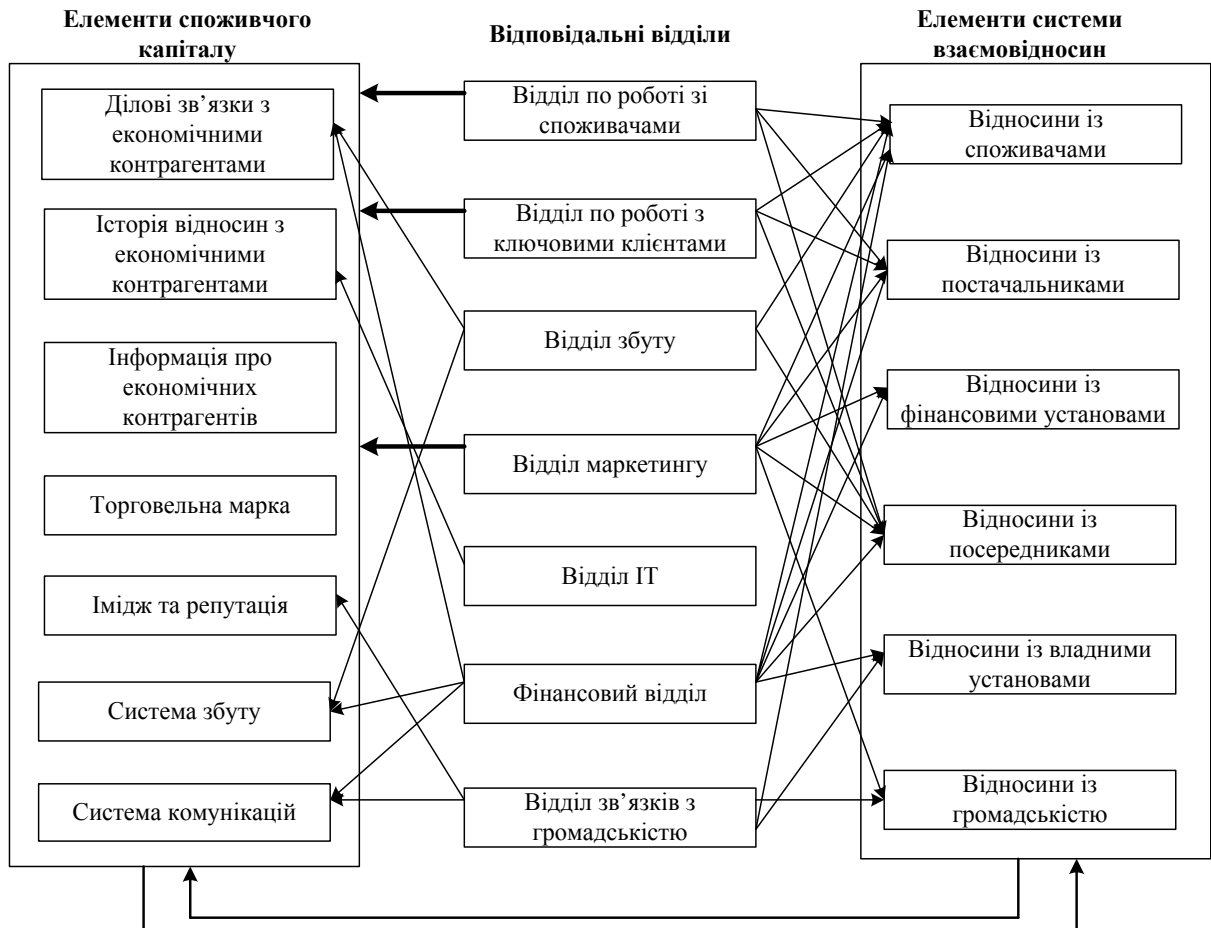 Елементи споживчого
капіталу
Ділові зв’язки з
економічними
контрагентами
Історія відносин з
економічними
контрагентами
Інформація про
економічних
контрагентів
Торговельна марка
Імідж та репутація
Система збуту
Система комунікацій
Відповідальні відділи
Відділ по роботі зі
споживачами
Відділ по роботі з
ключовими клієнтами
Відділ збуту
Відділ маркетингу
Відділ ІТ
Фінансовий відділ
Відділ зв’язків з
громадськістю
Елементи системи
взаємовідносин
Відносини із
споживачами
Відносини із
постачальниками
Відносини із
фінансовими установами
Відносини із
посередниками
Відносини із владними
установами
Відносини із
громадськістю